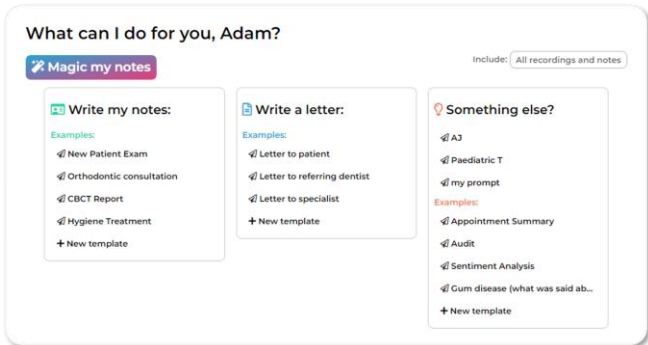 What can I do for you, Adam?
Magic my notes
Include: All recordings and notes
Write my notes:
Examples:
New Patient Exam
Orthodontic consultation
CBCT Report
Hygiene Treatment
+ New template
Write a letter:
Examples:
Letter to patient
Letter to referring dentist
Letter to specialist
+ New template
Something else?
AJ
Paediatric T
my prompt
Examples:
Appointment Summary
Audit
Sentiment Analysis
Gum disease (what was said ab...
+ New template